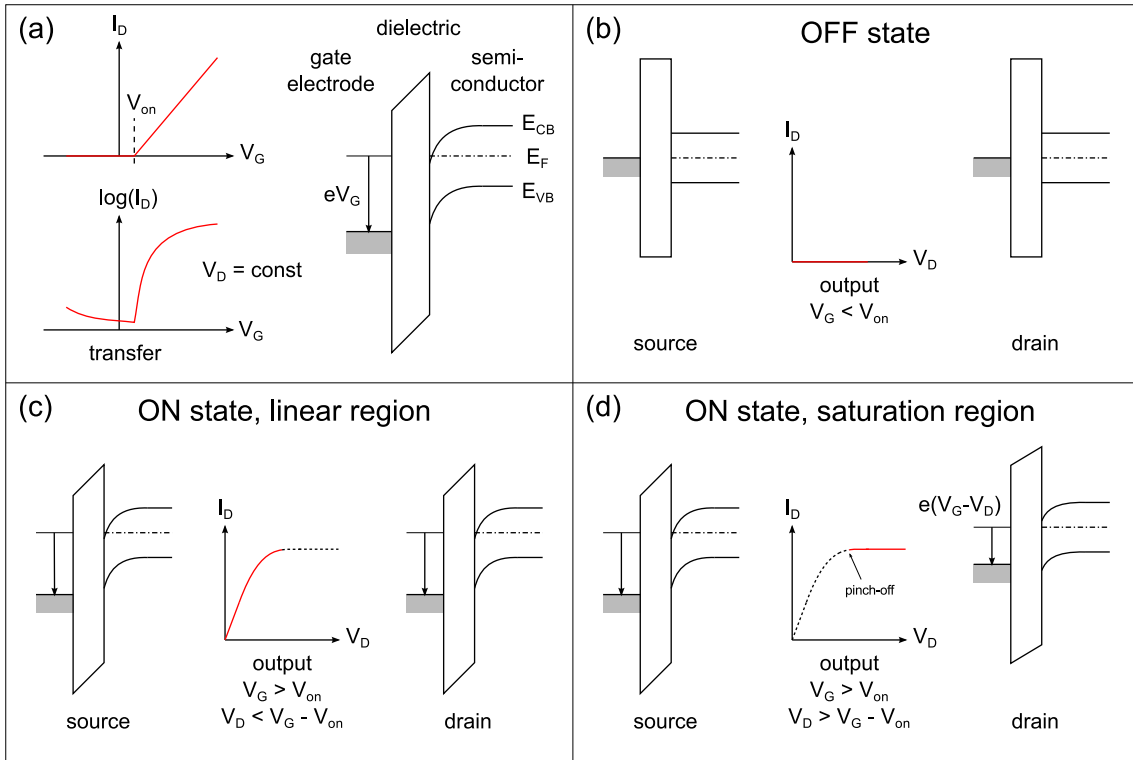 (a)
I_D
V_on
V_G
log(I_D)
V_D = const
V_G
transfer
dielectric
gate
electrode
semi-
conductor
E_CB
E_F
E_VB
eV_G
(b)
OFF state
I_D
V_D
output
V_G < V_on
source
drain
(c)
ON state, linear region
I_D
V_D
output
V_G > V_on
V_D < V_G - V_on
source
drain
(d)
ON state, saturation region
I_D
e(V_G-V_D)
pinch-off
V_D
output
V_G > V_on
V_D > V_G - V_on
source
drain